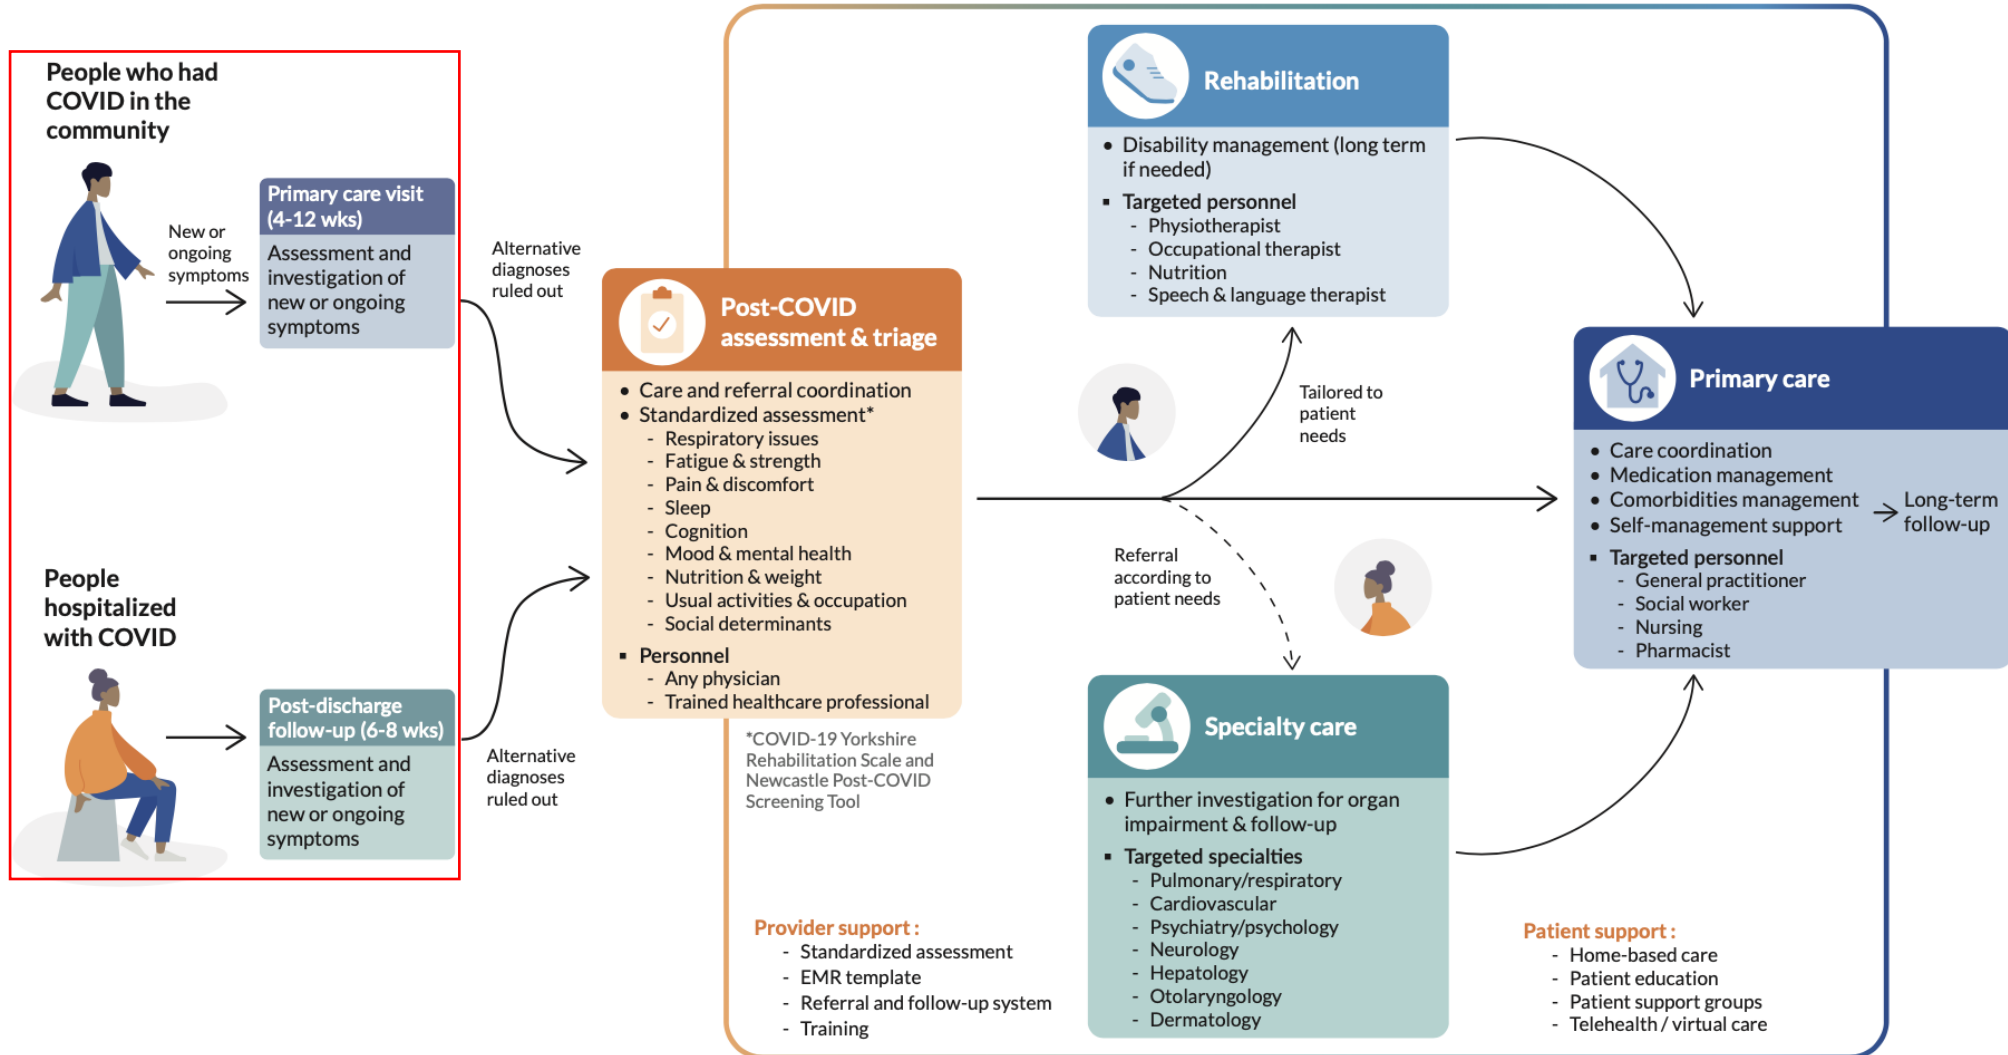 People who had
COVID in the
community
New or
ongoing
symptoms
Primary care visit
(4-12 wks)
Assessment and
investigation of
new or ongoing
symptoms
Alternative
diagnoses
ruled out
People
hospitalized
with COVID
Post-discharge
follow-up (6-8 wks)
Assessment and
investigation of
new or ongoing
symptoms
Alternative
diagnoses
ruled out
Post-COVID
assessment & triage
• Care and referral coordination
• Standardized assessment*
- Respiratory issues
- Fatigue & strength
- Pain & discomfort
- Sleep
- Cognition
- Mood & mental health
- Nutrition & weight
- Usual activities & occupation
- Social determinants
▪ Personnel
- Any physician
- Trained healthcare professional
*COVID-19 Yorkshire
Rehabilitation Scale and
Newcastle Post-COVID
Screening Tool
Provider support :
- Standardized assessment
- EMR template
- Referral and follow-up system
- Training
Rehabilitation
• Disability management (long term
if needed)
▪ Targeted personnel
- Physiotherapist
- Occupational therapist
- Nutrition
- Speech & language therapist
Tailored to
patient
needs
Referral
according to
patient needs
Specialty care
• Further investigation for organ
impairment & follow-up
▪ Targeted specialties
- Pulmonary/respiratory
- Cardiovascular
- Psychiatry/psychology
- Neurology
- Hepatology
- Otolaryngology
- Dermatology
Primary care
• Care coordination
• Medication management
• Comorbidities management
• Self-management support
Long-term
follow-up
▪ Targeted personnel
- General practitioner
- Social worker
- Nursing
- Pharmacist
Patient support :
- Home-based care
- Patient education
- Patient support groups
- Telehealth / virtual care